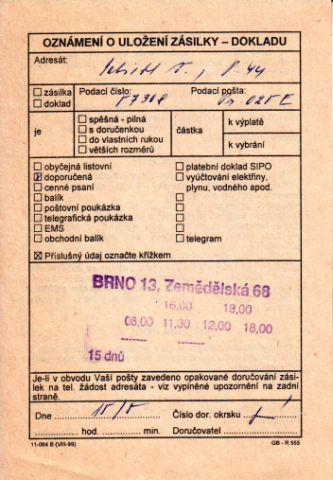 OZNÁMENÍ O ULOŽENÍ ZÁSILKY – DOKLADU
Adresát:
zásilka Podací číslo: Podací pošta:
doklad
je
spěšná - pilná
s doručenkou
do vlastních rukou
větších rozměrů
částka
k výplatě
k vybrání
obyčejná listovní
doporučená
cenné psaní
balík
poštovní poukázka
telegrafická poukázka
EMS
obchodní balík
platební doklad SIPO
vyúčtování elektřiny,
plynu, vodného apod.
telegram
Příslušný údaj označte křížkem
BRNO 13, Zemědělská 68
16,00 18,00
08,00 11,30 12,00 18,00
15 dnů
Je-li v obvodu Vaší pošty zavedeno opakované doručování zási-
lek na tel. žádost adresáta - viz vyplněné upozornění na zadní
straně.
Dne Číslo dor. okrsku
hod. min. Doručovatel
11-064 B (VIII-99) GB - R 555